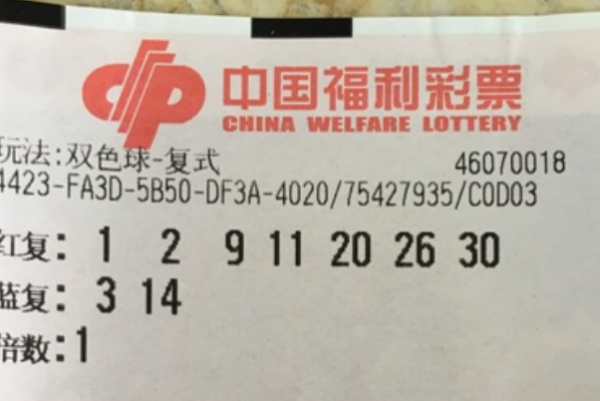 中国福利彩票
CHINA WELFARE LOTTERY
玩法:双色球-复式 46070018
4423-FA3D-5B50-DF3A-4020/75427935/C0D03
红复: 1 2 9 11 20 26 30
蓝复: 3 14
倍数:1